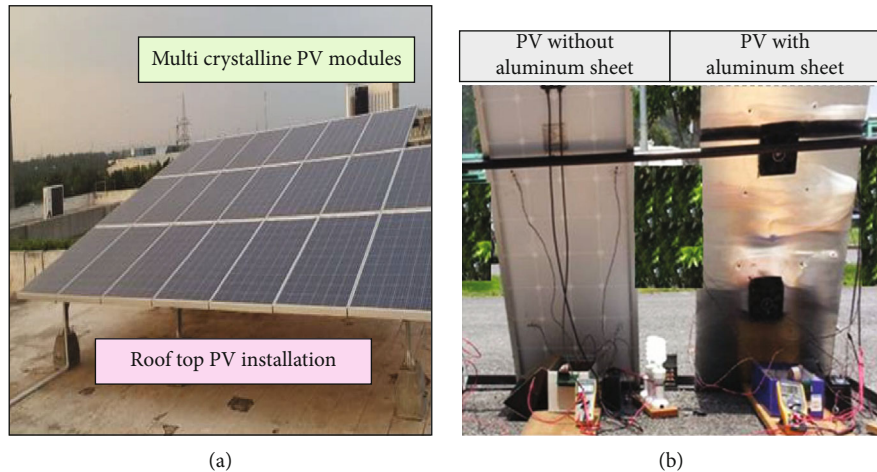 Multi crystalline PV modules
Roof top PV installation
(a)
PV without
aluminum sheet
PV with
aluminum sheet
(b)